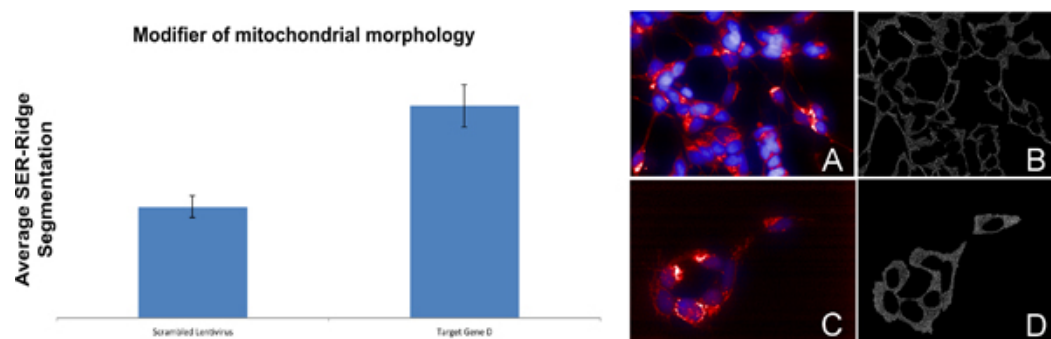 Modifier of mitochondrial morphology
Average SER-Ridge
Segmentation
Scrambled Lentivirus
Target Gene D
A
B
C
D